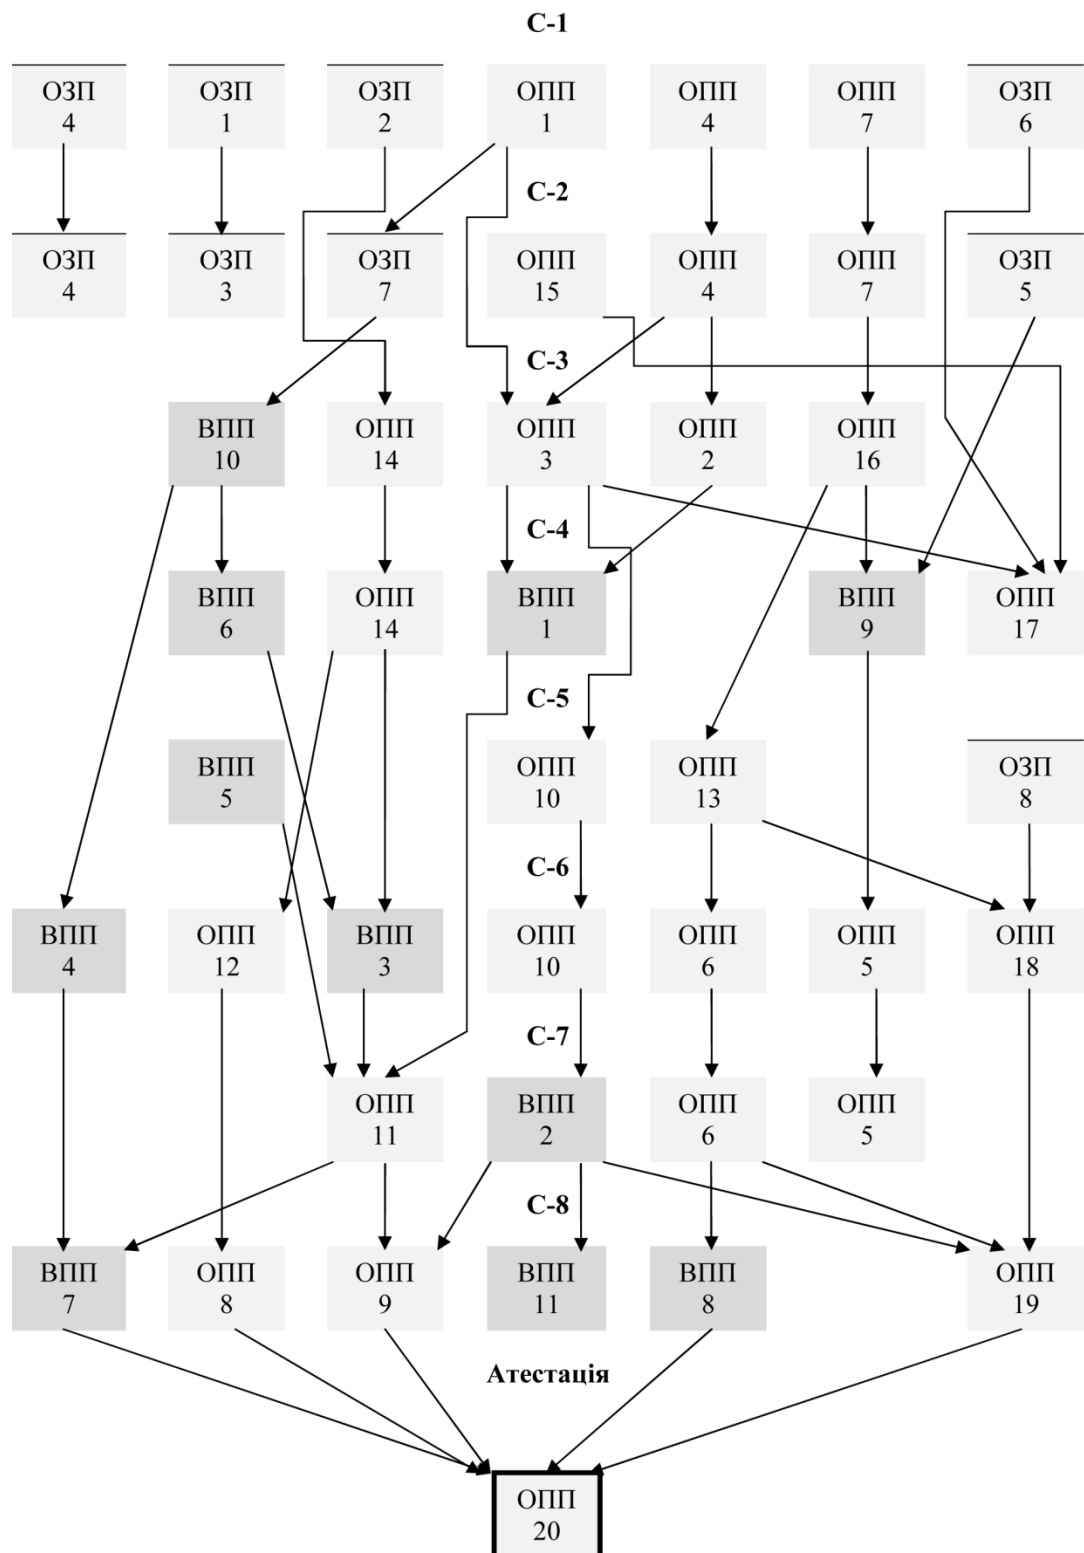 С-1
ОЗП
4
ОЗП
1
ОЗП
2
ОПП
1
ОПП
4
ОПП
7
ОЗП
6
С-2
ОЗП
4
ОЗП
3
ОЗП
7
ОПП
15
ОПП
4
ОПП
7
ОЗП
5
С-3
ВПП
10
ОПП
14
ОПП
3
ОПП
2
ОПП
16
С-4
ВПП
6
ОПП
14
ВПП
1
ВПП
9
ОПП
17
С-5
ВПП
5
ОПП
10
ОПП
13
ОЗП
8
С-6
ВПП
4
ОПП
12
ВПП
3
ОПП
10
ОПП
6
ОПП
5
ОПП
18
С-7
ОПП
11
ВПП
2
ОПП
6
ОПП
5
С-8
ВПП
7
ОПП
8
ОПП
9
ВПП
11
ВПП
8
ОПП
19
Атестація
ОПП
20